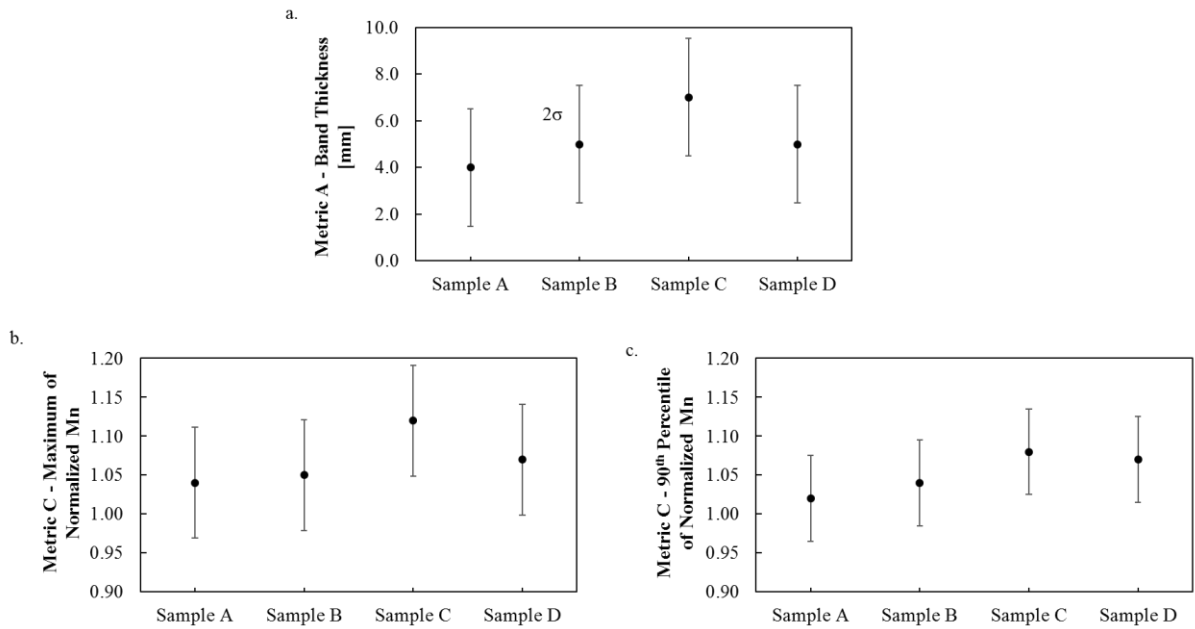 a.
Metric A - Band Thickness
[mm]
10.0
8.0
6.0
4.0
2.0
0.0
2σ
Sample A Sample B Sample C Sample D
b.
Metric C - Maximum of
Normalized Mn
1.20
1.15
1.10
1.05
1.00
0.95
0.90
Sample A Sample B Sample C Sample D
c.
Metric C - 90th Percentile
of Normalized Mn
1.20
1.15
1.10
1.05
1.00
0.95
0.90
Sample A Sample B Sample C Sample D